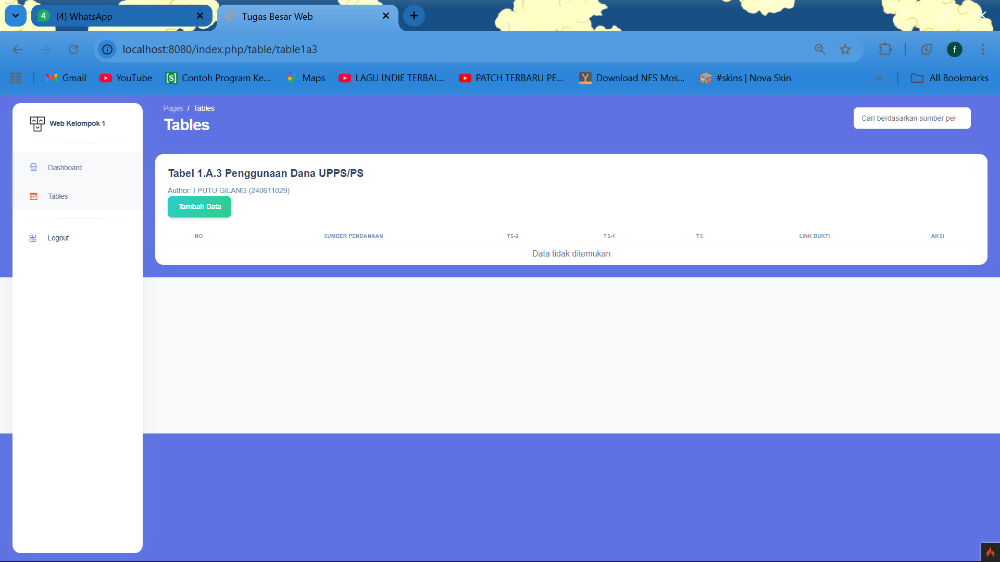 4 (4) WhatsApp
Tugas Besar Web
localhost:8080/index.php/table/table1a3
f
Gmail
YouTube
[s] Contoh Program Ke...
Maps
LAGU INDIE TERBAI...
PATCH TERBARU PE...
Y Download NFS Mos...
#skins | Nova Skin
All Bookmarks
Web Kelompok 1
Dashboard
Tables
Logout
Pages / Tables
Tables
Cari berdasarkan sumber per
Tabel 1.A.3 Penggunaan Dana UPPS/PS
Author: I PUTU GILANG (240611029)
Tambah Data
NO SUMBER PENDANAAN TS-2 TS-1 TS LINK BUKTI AKSI
Data tidak ditemukan